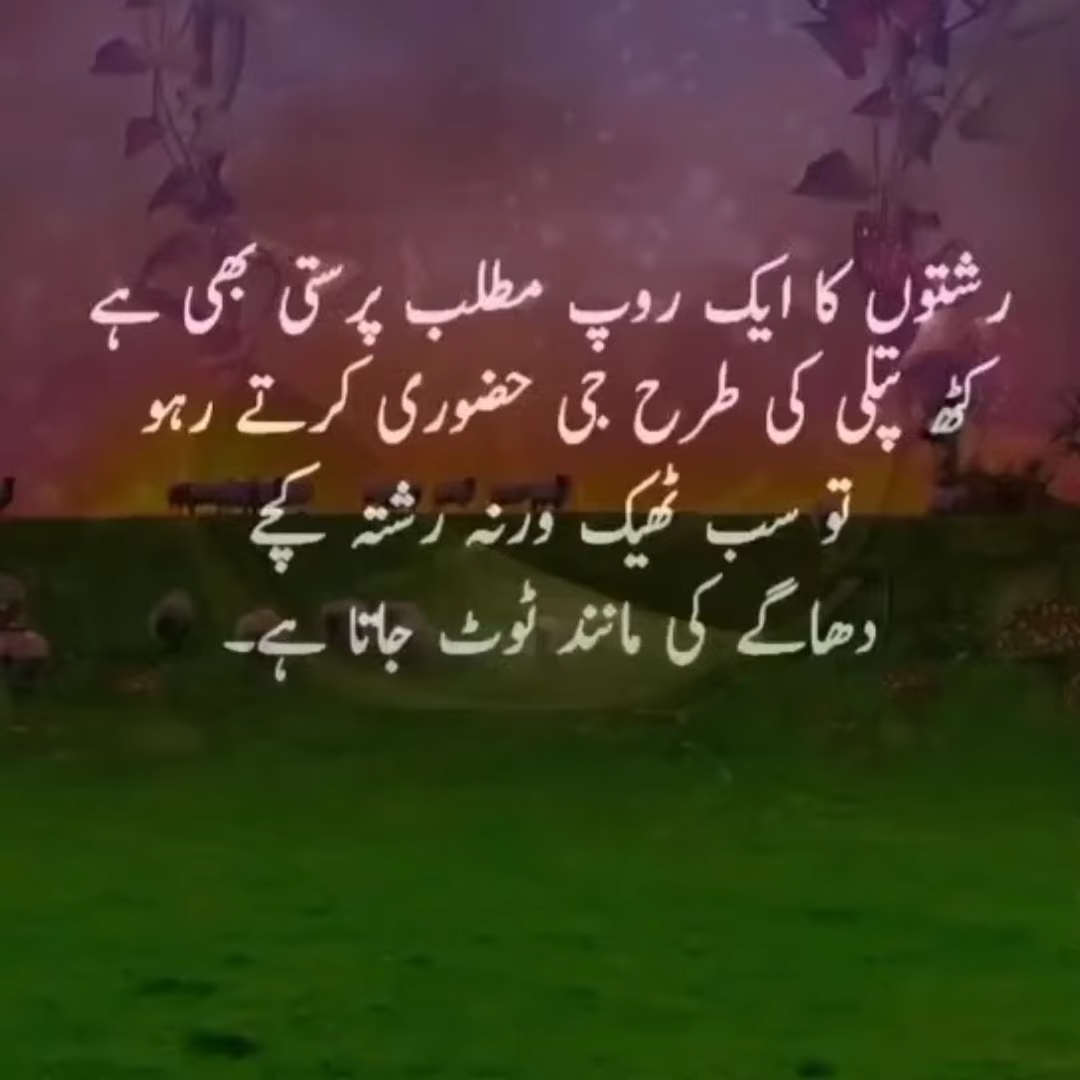 رشتوں کا ایک روپ مطلب پرستی بھی ہے
کٹھ پتلی کی طرح جی حضوری کرتے رہو
تو سب ٹھیک ورنہ رشتہ کچے
دھاگے کی مانند ٹوٹ جاتا ہے۔